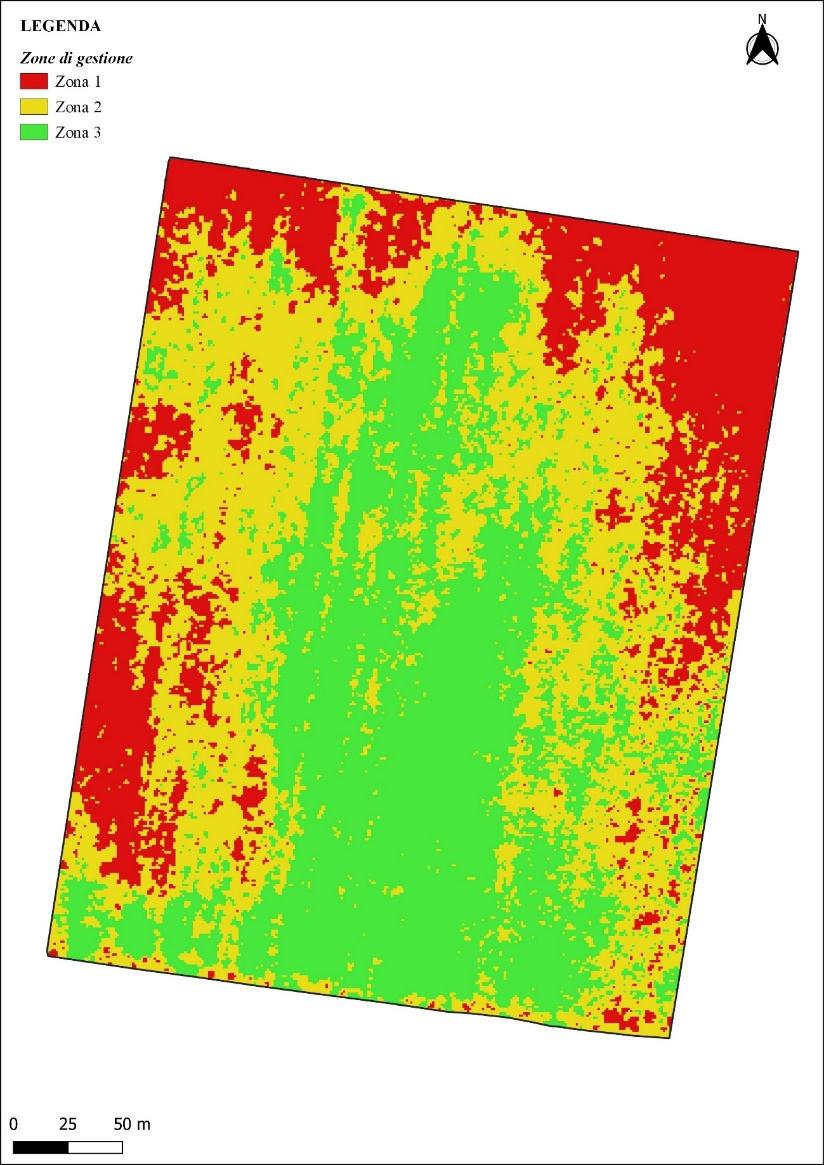 LEGENDA
N
Zone di gestione
Zona 1
Zona 2
Zona 3
0 25 50 m